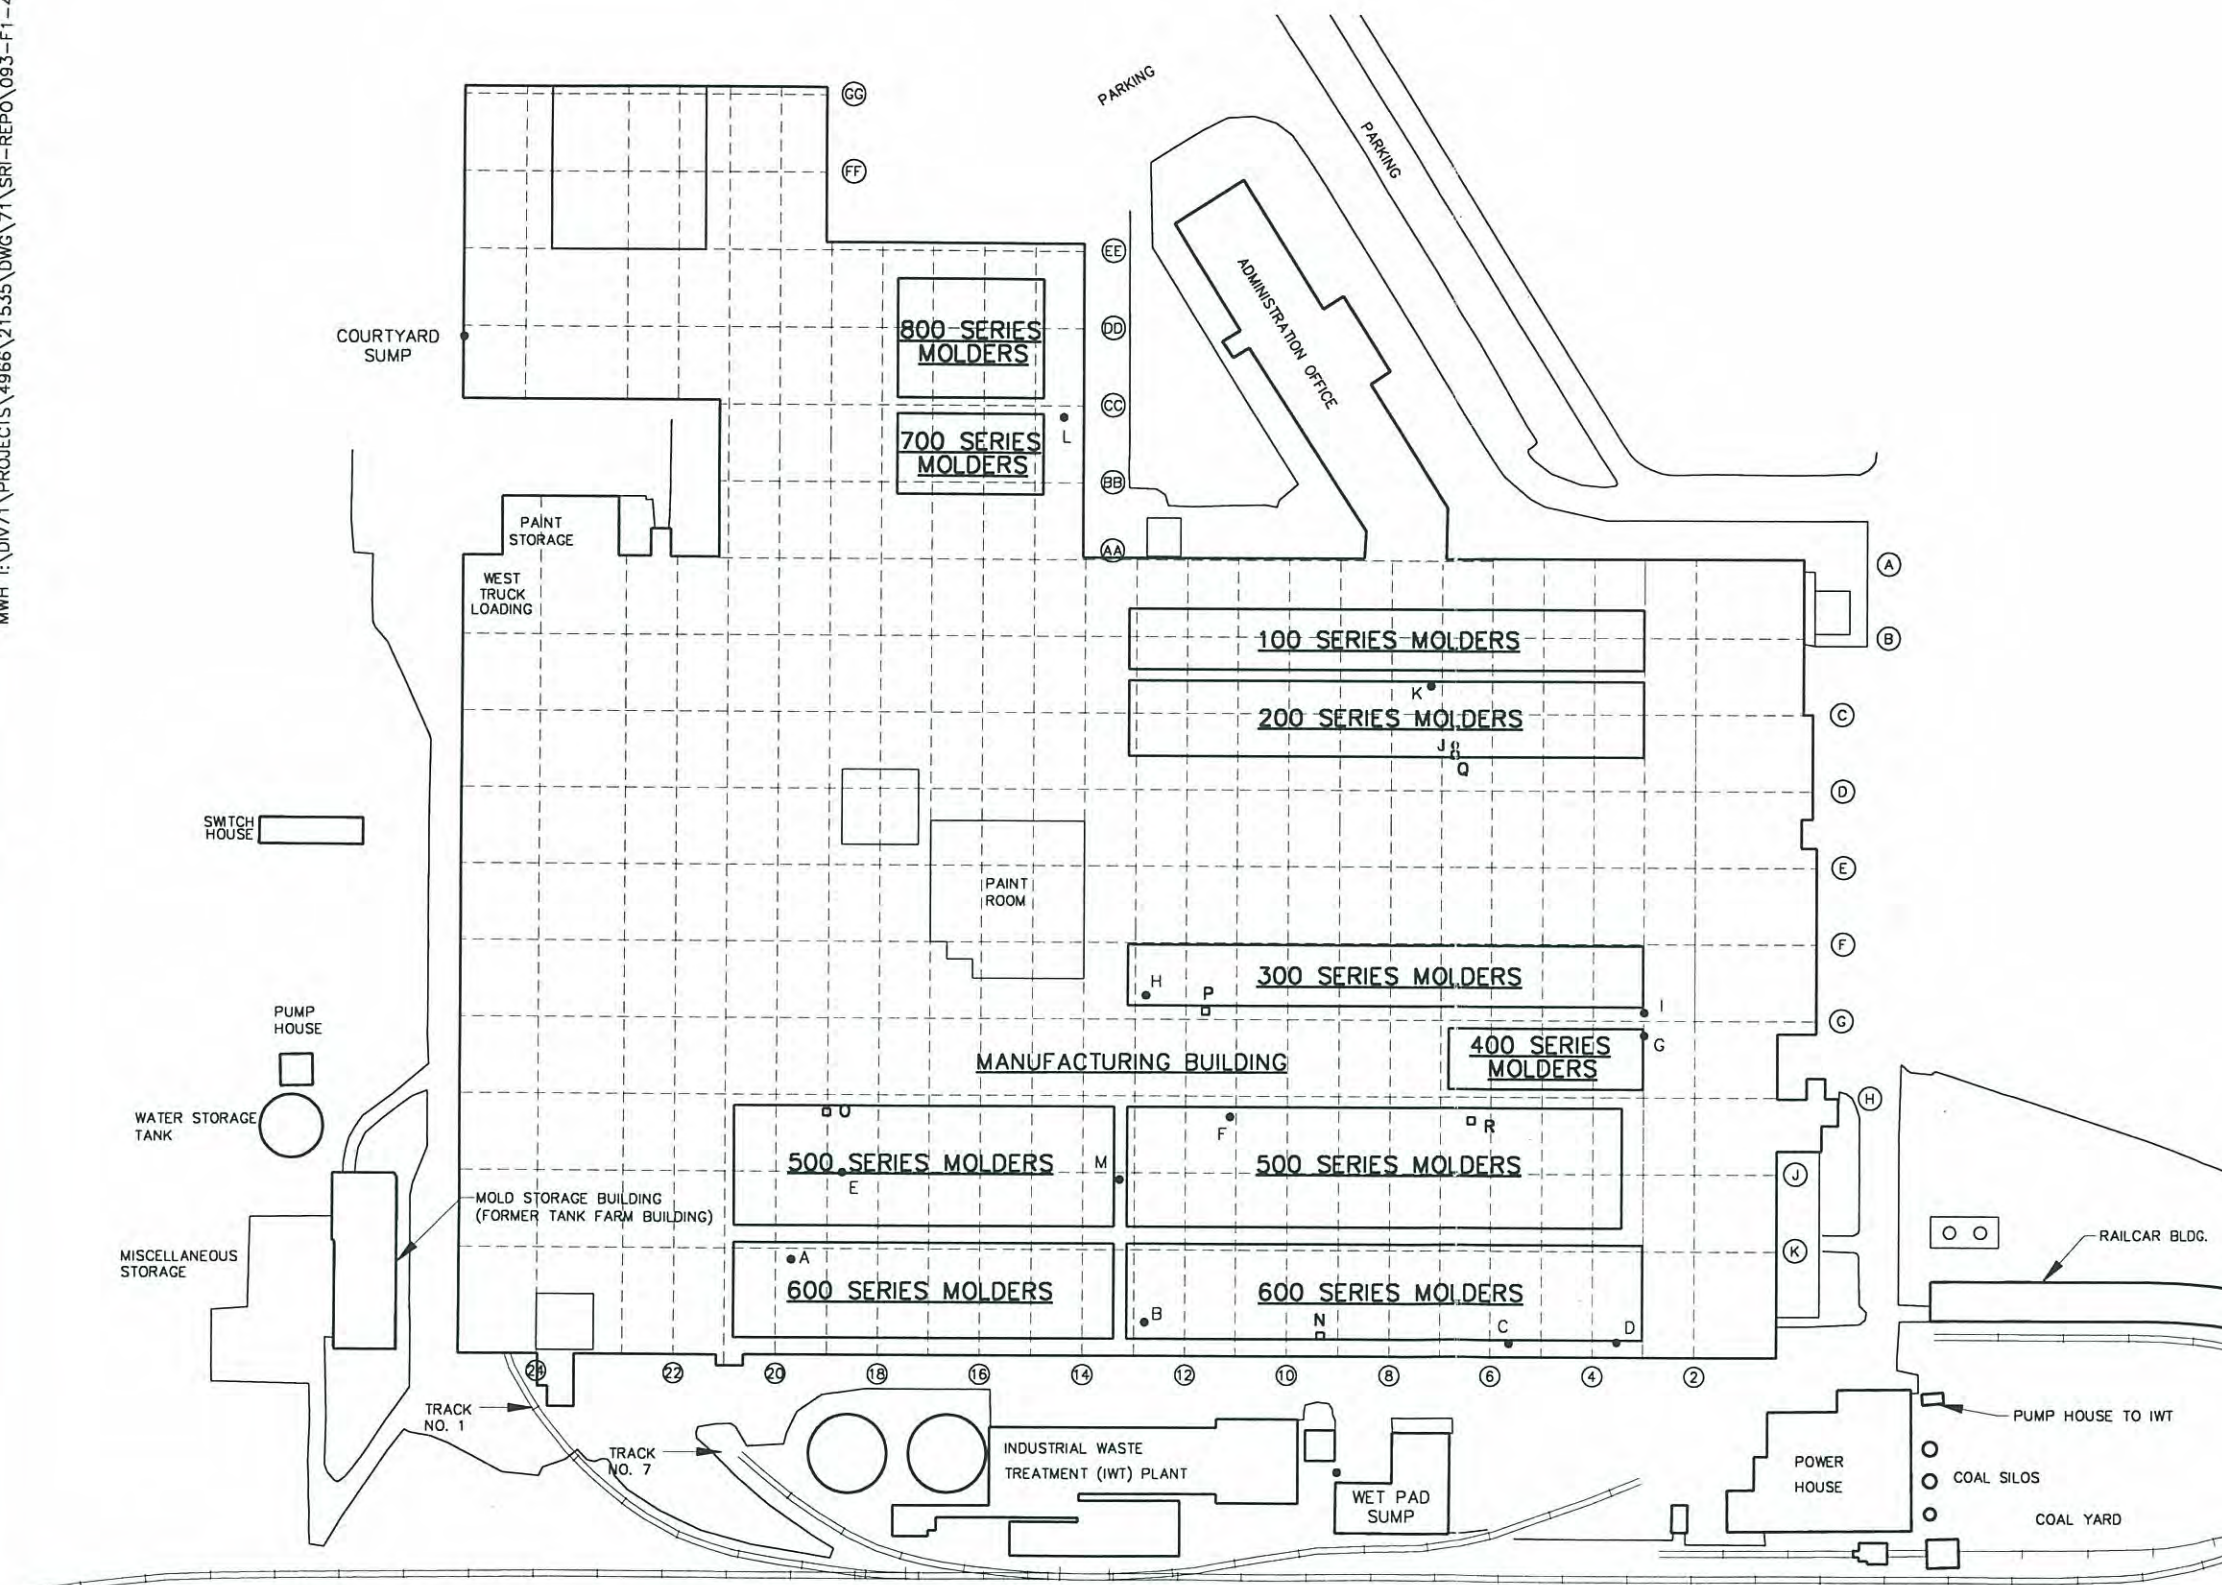 MWH I:\DIV71\PROJECTS\4966\21535\DWG\71\SRI-REPO\093-F1-
PARKING
PARKING
GG
FF
EE
DD
CC
BB
AA
ADMINISTRATION OFFICE
COURTYARD
SUMP
800 SERIES
MOLDERS
L
700 SERIES
MOLDERS
PAINT
STORAGE
WEST
TRUCK
LOADING
A
B
C
D
E
F
G
H
J
K
100 SERIES MOLDERS
K
200 SERIES MOLDERS
J
Q
SWITCH
HOUSE
PAINT
ROOM
H
P
300 SERIES MOLDERS
I
PUMP
HOUSE
MANUFACTURING BUILDING
400 SERIES
MOLDERS
G
WATER STORAGE
TANK
O
F
R
500 SERIES MOLDERS
M
500 SERIES MOLDERS
E
MOLD STORAGE BUILDING
(FORMER TANK FARM BUILDING)
MISCELLANEOUS
STORAGE
A
600 SERIES MOLDERS
600 SERIES MOLDERS
B
N
C
D
RAILCAR BLDG.
24
22
20
18
16
14
12
10
8
6
4
2
TRACK
NO. 1
TRACK
NO. 7
INDUSTRIAL WASTE
TREATMENT (IWT) PLANT
WET PAD
SUMP
POWER
HOUSE
PUMP HOUSE TO IWT
COAL SILOS
COAL YARD